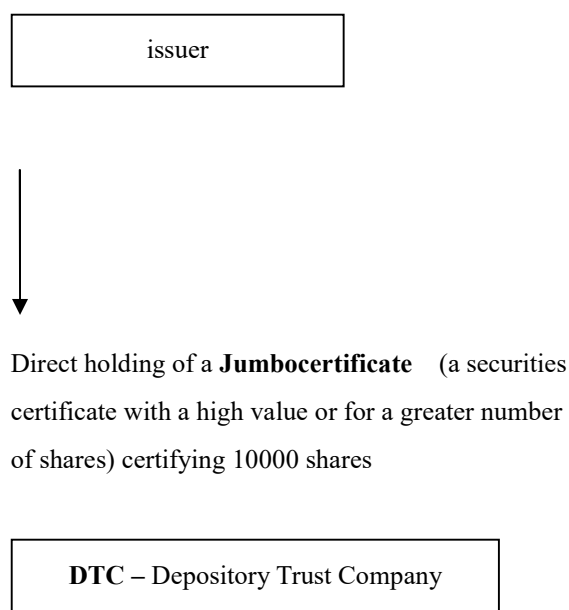 issuer
Direct holding of a Jumbocertificate (a securities
certificate with a high value or for a greater number
of shares) certifying 10000 shares
DTC – Depository Trust Company